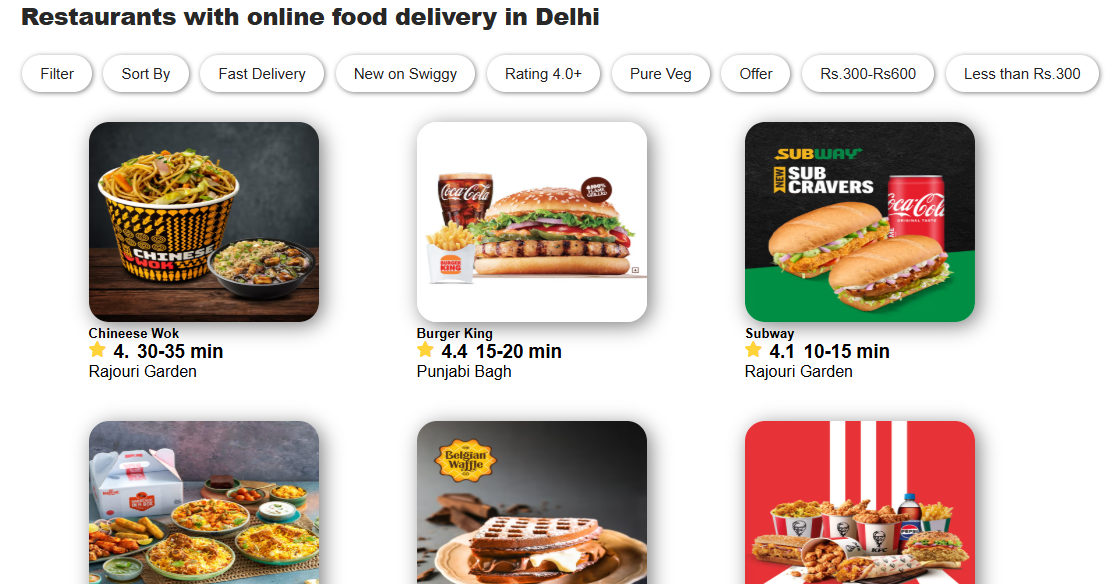 Restaurants with online food delivery in Delhi
Filter
Sort By
Fast Delivery
New on Swiggy
Rating 4.0+
Pure Veg
Offer
Rs.300-Rs600
Less than Rs.300
CHINESE
WOK
Coca-Cola
BURGER
KING
SUBWAY
NEW
SUB
CRAVERS
Coca-Cola
ORIGINAL TASTE
Chineese Wok
4. 30-35 min
Rajouri Garden
Burger King
4.4 15-20 min
Punjabi Bagh
Subway
4.1 10-15 min
Rajouri Garden
Belgian
Waffle
KFC